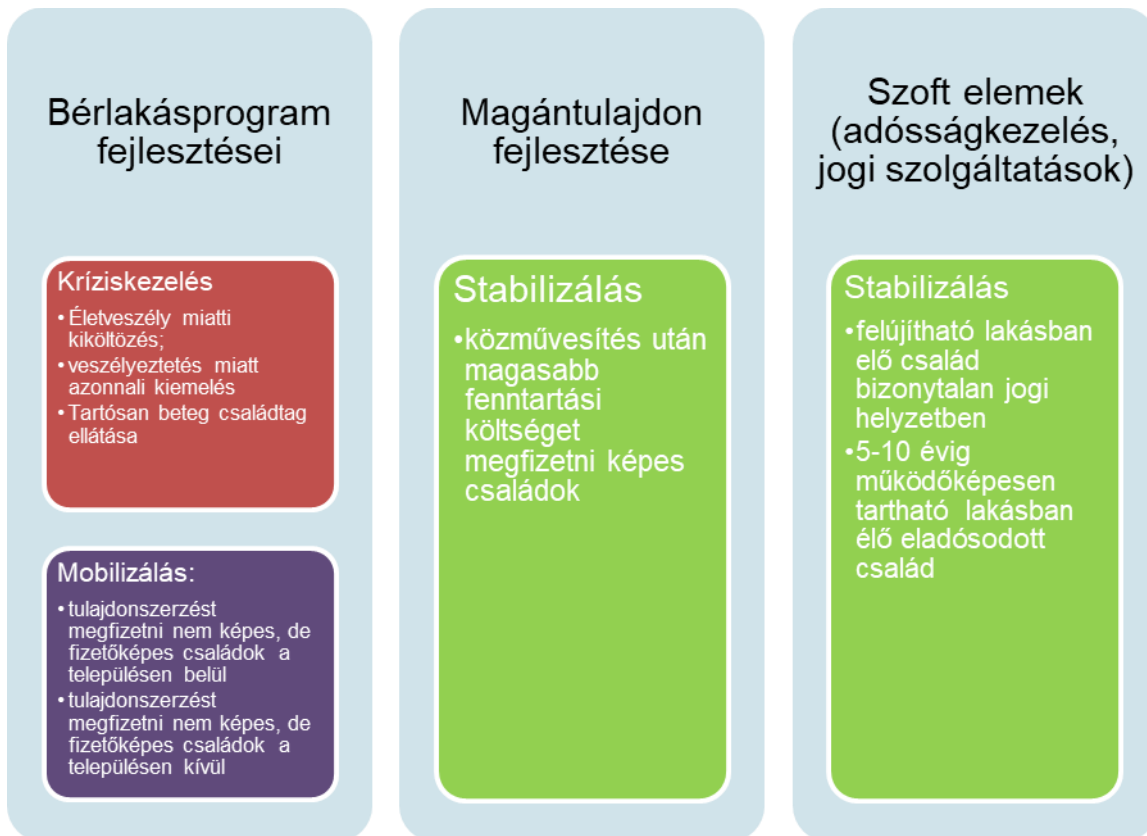 Bérlakásprogram
fejlesztései
Kríziskezelés
• Életveszély miatti
kiköltözés;
• veszélyeztetés miatt
azonnali kiemelés
• Tartósan beteg családtag
ellátása
Mobilizálás:
• tulajdonszerzést
megfizetni nem képes, de
fizetőképes családok a
településen belül
• tulajdonszerzést
megfizetni nem képes, de
fizetőképes családok a
településen kívül
Magántulajdon
fejlesztése
Stabilizálás
•közművesítés után
magasabb
fenntartási
költséget
megfizetni képes
családok
Szoft elemek
(adósságkezelés,
jogi szolgáltatások)
Stabilizálás
•felújítható lakásban
elő család
bizonytalan jogi
helyzetben
•5-10 évig
működőképesen
tartható lakásban
élő eladósodott
család